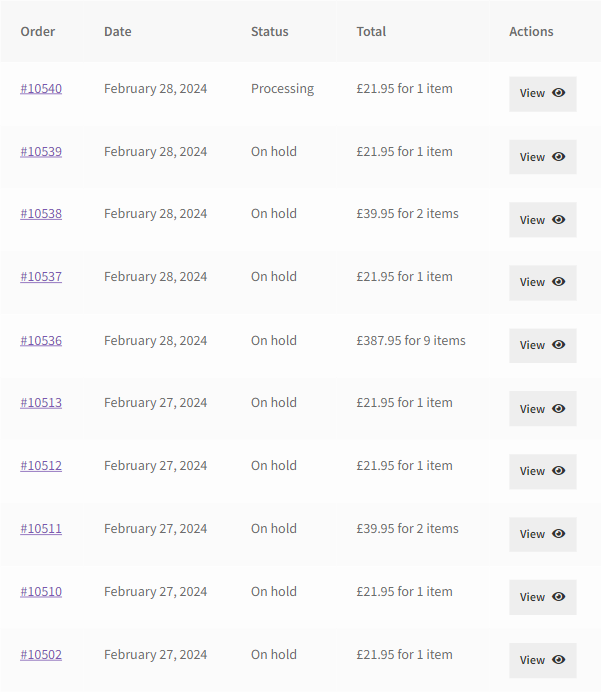 Order Date Status Total Actions
#10540 February 28, 2024 Processing £21.95 for 1 item View
#10539 February 28, 2024 On hold £21.95 for 1 item View
#10538 February 28, 2024 On hold £39.95 for 2 items View
#10537 February 28, 2024 On hold £21.95 for 1 item View
#10536 February 28, 2024 On hold £387.95 for 9 items View
#10513 February 27, 2024 On hold £21.95 for 1 item View
#10512 February 27, 2024 On hold £21.95 for 1 item View
#10511 February 27, 2024 On hold £39.95 for 2 items View
#10510 February 27, 2024 On hold £21.95 for 1 item View
#10502 February 27, 2024 On hold £21.95 for 1 item View